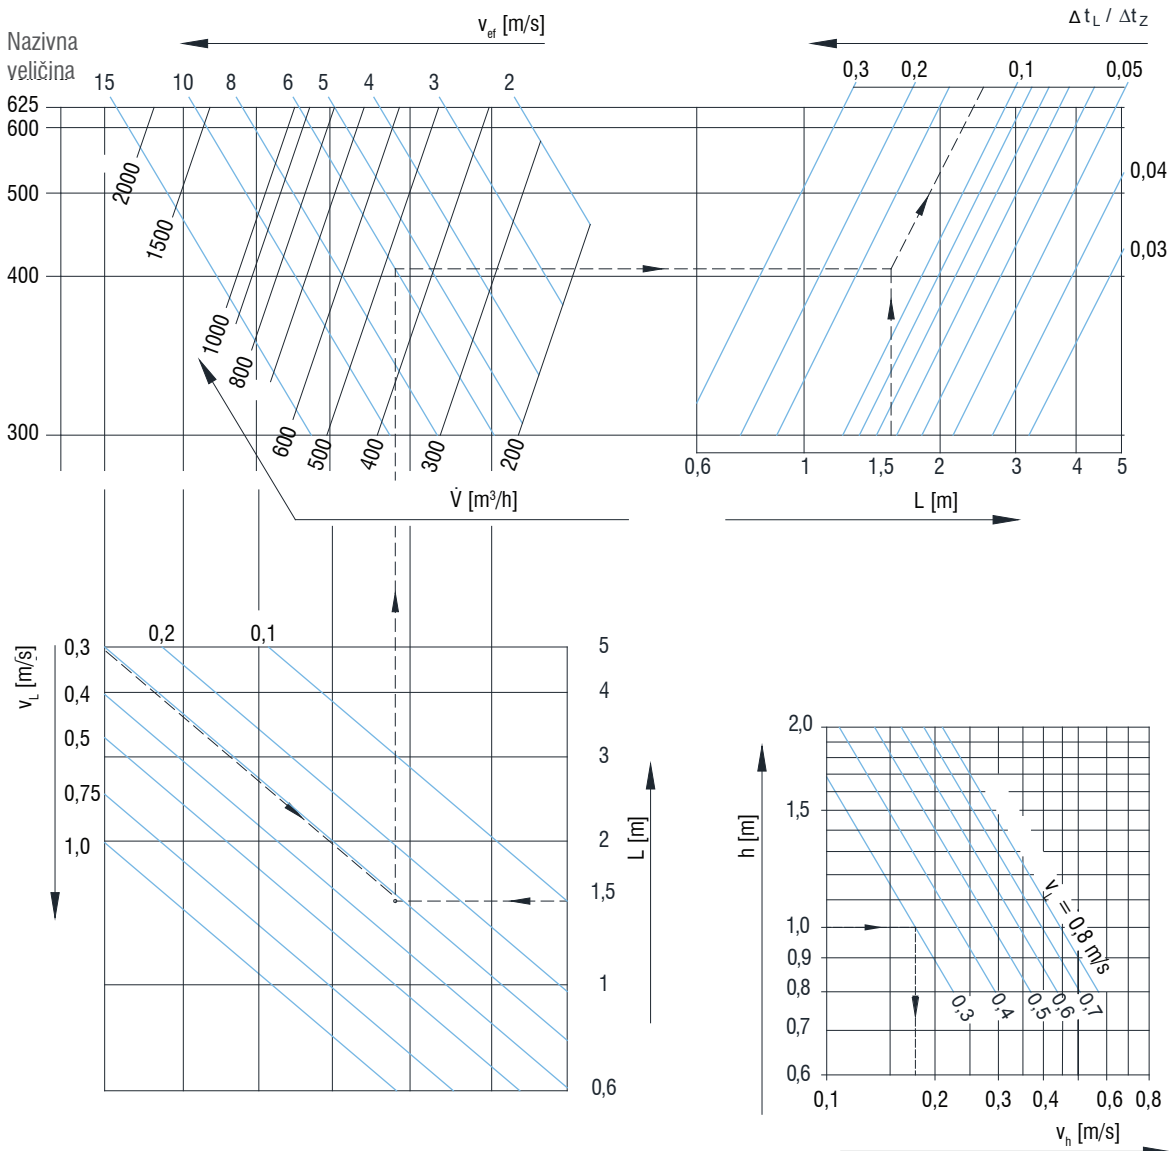 v_ef [m/s]
Δt_L / Δt_Z
Nazivna
veličina
15 10 8 6 5 4 3 2
0,3 0,2 0,1 0,05
625
600
500
400
300
0,04
0,03
2000
1500
1000
800
600
500
400
300
200
0,6 1 1,5 2 3 4 5
V̇ [m³/h]
L [m]
0,2 0,1
v_L [m/s]
0,3
0,4
0,5
0,75
1,0
5
4
3
2
1,5
1
0,6
L [m]
h [m]
2,0
1,5
1,0
0,9
0,8
0,7
0,6
v_L = 0,8 m/s
0,3 0,4 0,5 0,6 0,7
0,1 0,2 0,3 0,4 0,6 0,8
v_h [m/s]